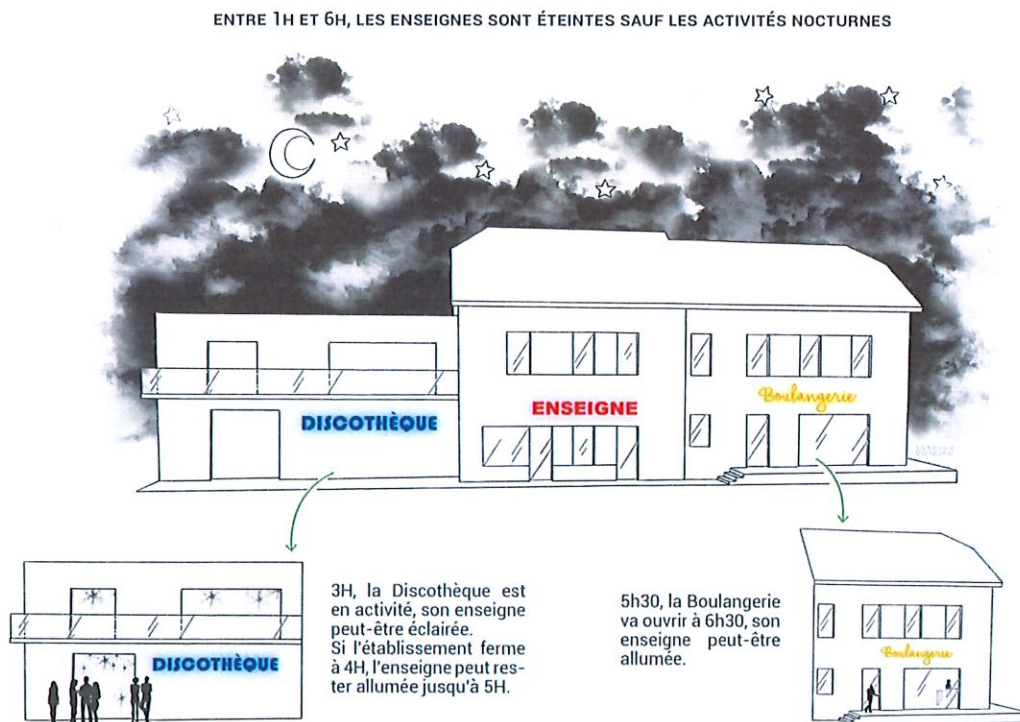 ENTRE 1H ET 6H, LES ENSEIGNES SONT ÉTEINTES SAUF LES ACTIVITÉS NOCTURNES
DISCOTHÈQUE
ENSEIGNE
Boulangerie
3H, la Discothèque est
en activité, son enseigne
peut-être éclairée.
Si l'établissement ferme
à 4H, l'enseigne peut res-
ter allumée jusqu'à 5H.
DISCOTHÈQUE
5h30, la Boulangerie
va ouvrir à 6h30, son
enseigne peut-être
allumée.
Boulangerie